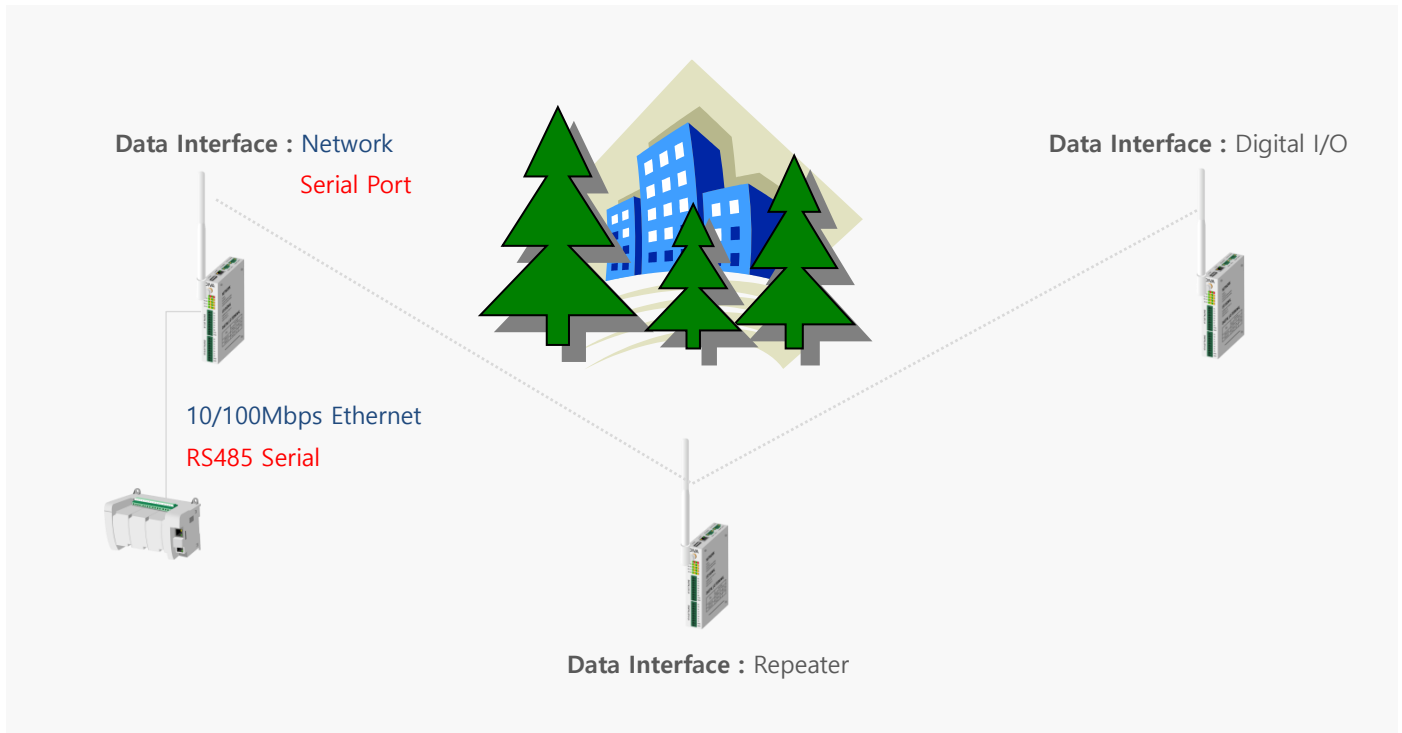 Data Interface : Network
Serial Port
Data Interface : Digital I/O
10/100Mbps Ethernet
RS485 Serial
Data Interface : Repeater